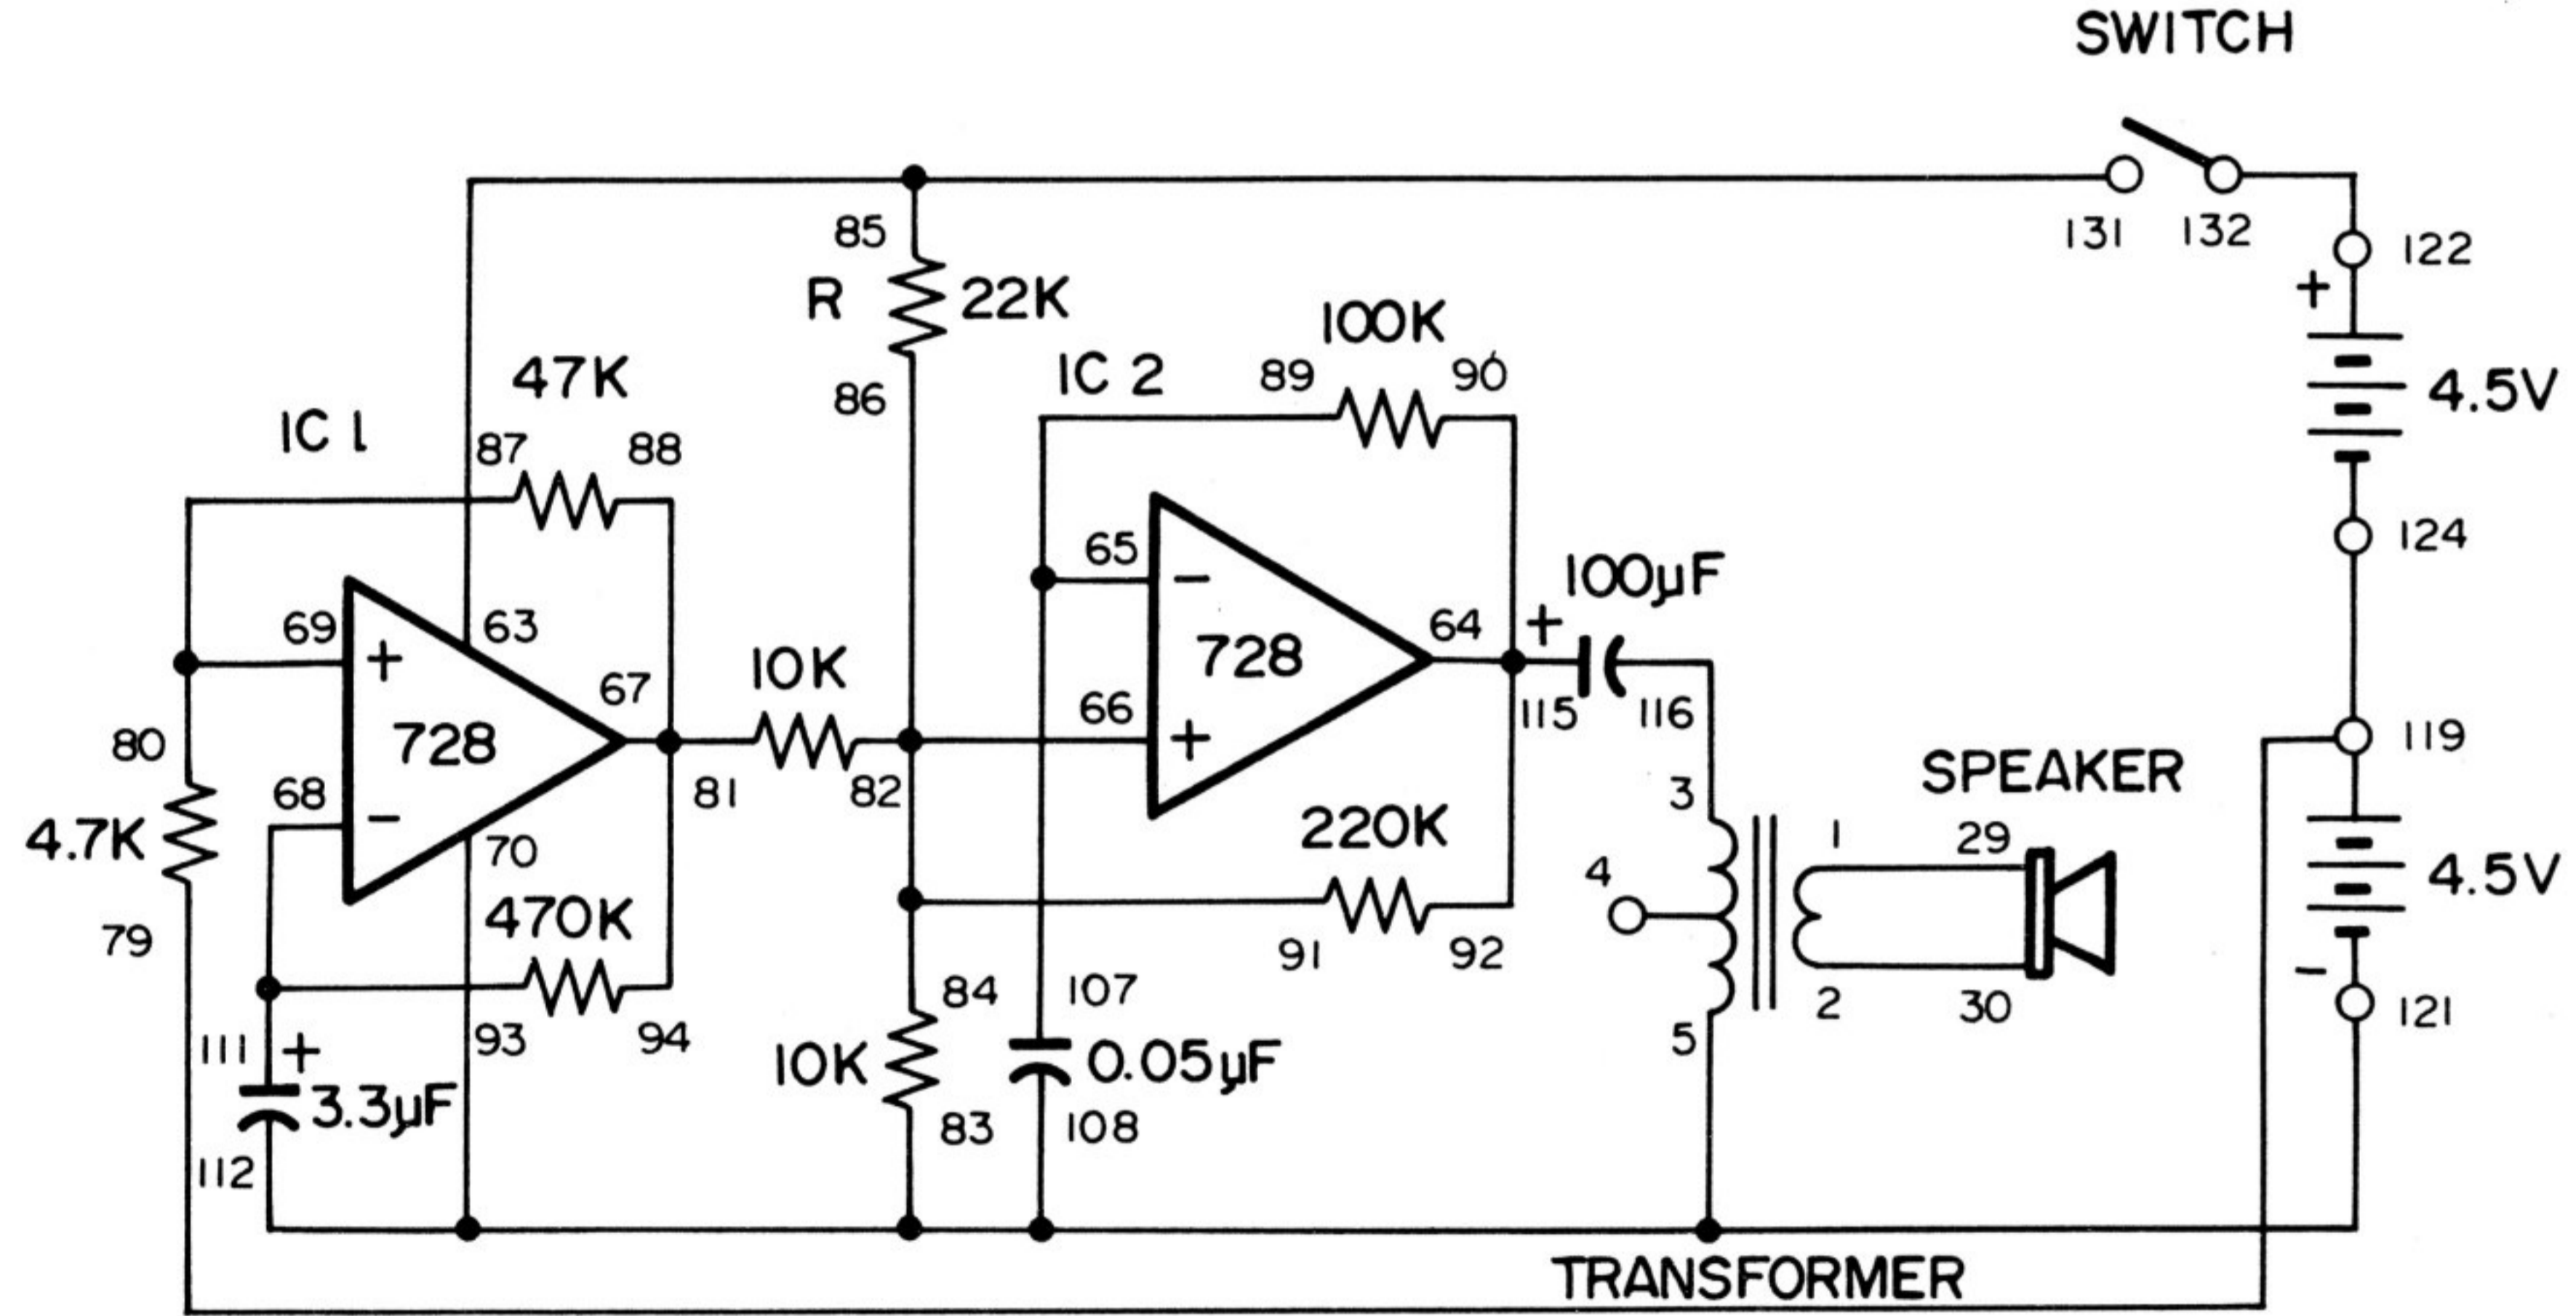 SWITCH
131 132
122
+
4.5V
124
85
R 22K
86
100K
IC 2 89 90
47K
IC 1
87 88
69 63
+
67
728
80
68
−
70
4.7K
79
470K
93 94
111 +
3.3µF
112
10K
81 82
65
−
728
66
+
64
100µF
+
115 116
220K
91 92
84 107
10K 0.05µF
83 108
3
4
5
1
2
SPEAKER
29
30
119
4.5V
−
121
TRANSFORMER